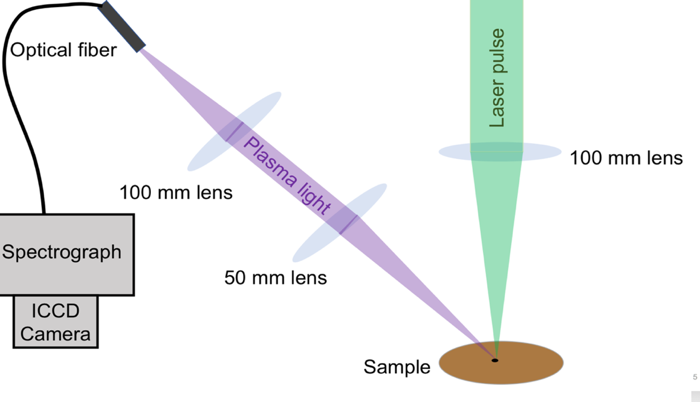 Optical fiber
Laser pulse
100 mm lens
Plasma light
100 mm lens
Spectrograph
50 mm lens
ICCD
Camera
Sample
5